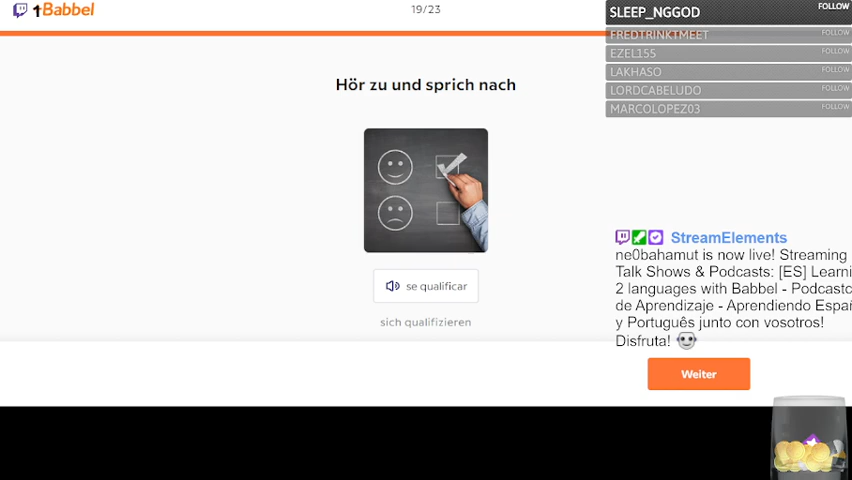 1Babbel
19/23
SLEEP_NGGOD FOLLOW
FREDTRINKTMEET FOLLOW
EZEL155 FOLLOW
LAKHASO FOLLOW
LORDCABELUDO FOLLOW
MARCOLOPEZ03 FOLLOW
Hör zu und sprich nach
se qualificar
sich qualifizieren
StreamElements
ne0bahamut is now live! Streaming
Talk Shows & Podcasts: [ES] Learni
2 languages with Babbel - Podcasts
de Aprendizaje - Aprendiendo Espa
y Português junto con vosotros!
Disfruta!
Weiter